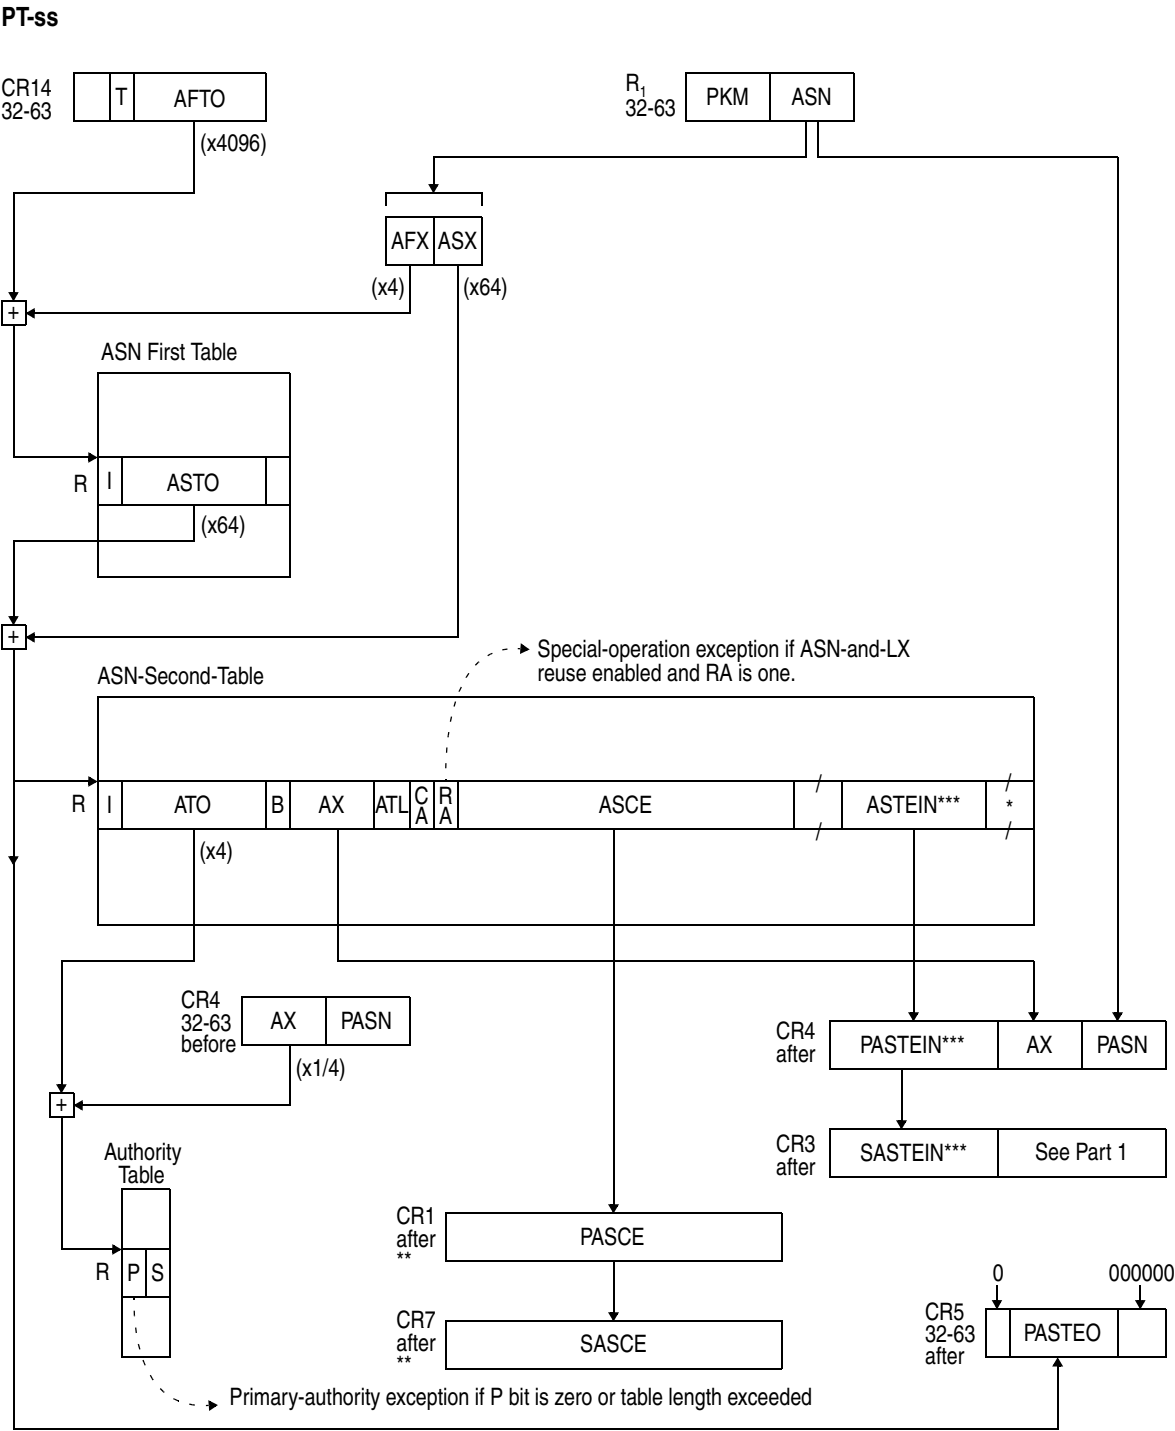 PT-ss
CR14
32-63
T
AFTO
(x4096)
R1
32-63
PKM
ASN
AFX
ASX
(x4)
(x64)
+
ASN First Table
R
I
ASTO
(x64)
+
Special-operation exception if ASN-and-LX
reuse enabled and RA is one.
ASN-Second-Table
R
I
ATO
B
AX
ATL
CA
RA
ASCE
ASTEIN***
*
(x4)
CR4
32-63
before
AX
PASN
(x1/4)
CR4
after
PASTEIN***
AX
PASN
+
CR3
after
SASTEIN***
See Part 1
Authority
Table
R
P
S
CR1
after
**
PASCE
0
000000
CR5
32-63
after
PASTEO
CR7
after
**
SASCE
Primary-authority exception if P bit is zero or table length exceeded